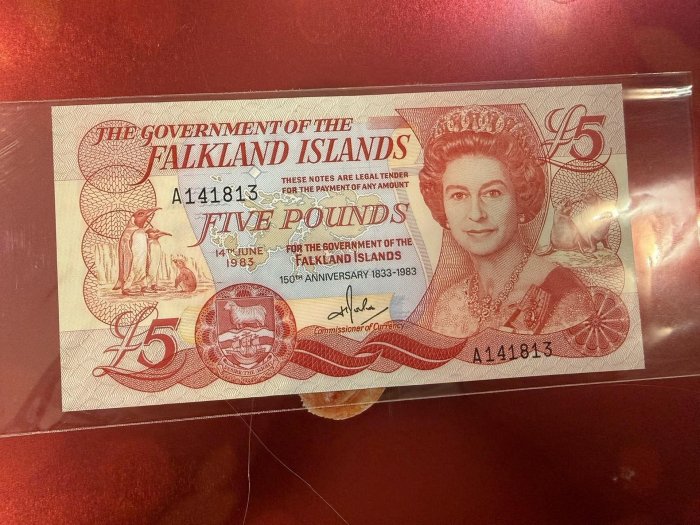 THE GOVERNMENT OF THE
FALKLAND ISLANDS
£5
THESE NOTES ARE LEGAL TENDER
FOR THE PAYMENT OF ANY AMOUNT
A141813
FIVE POUNDS
14TH JUNE
1983
FOR THE GOVERNMENT OF THE
FALKLAND ISLANDS
150TH ANNIVERSARY 1833-1983
Commissioner of Currency
£5
A141813